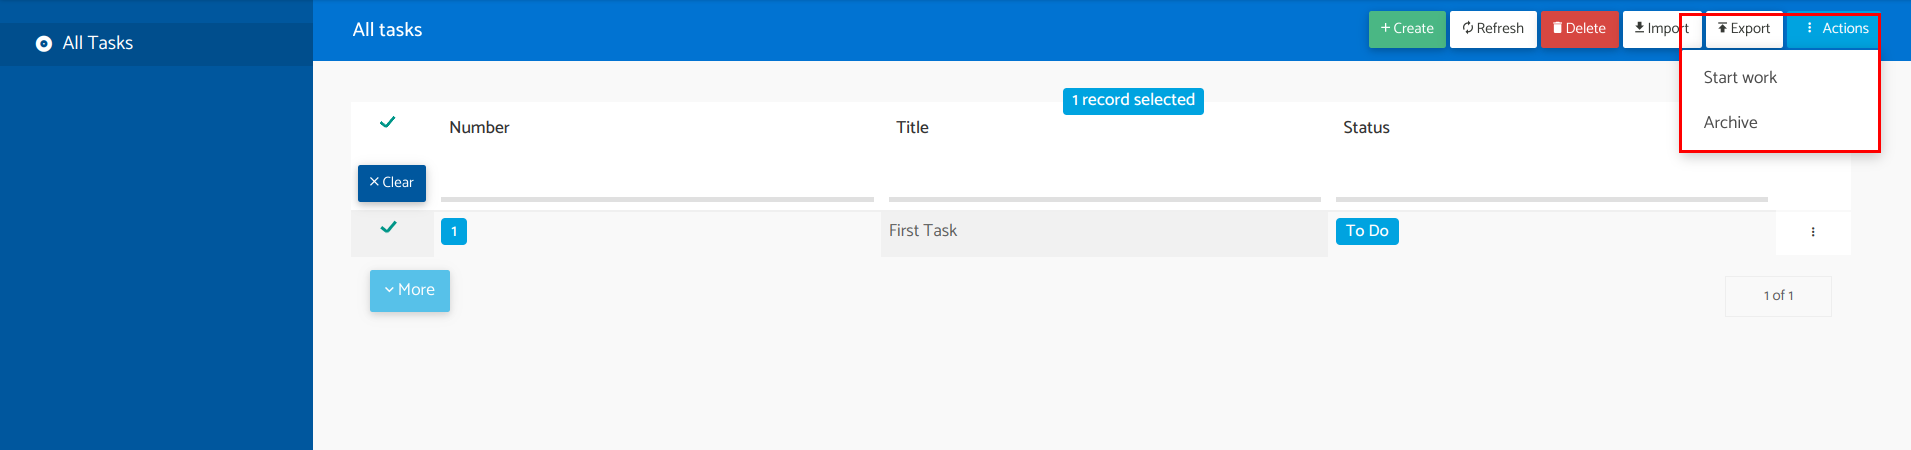 All Tasks
All tasks
Create
Refresh
Delete
Import
Export
Actions
Start work
Archive
1 record selected
Number
Title
Status
Clear
1
First Task
To Do
More
1 of 1